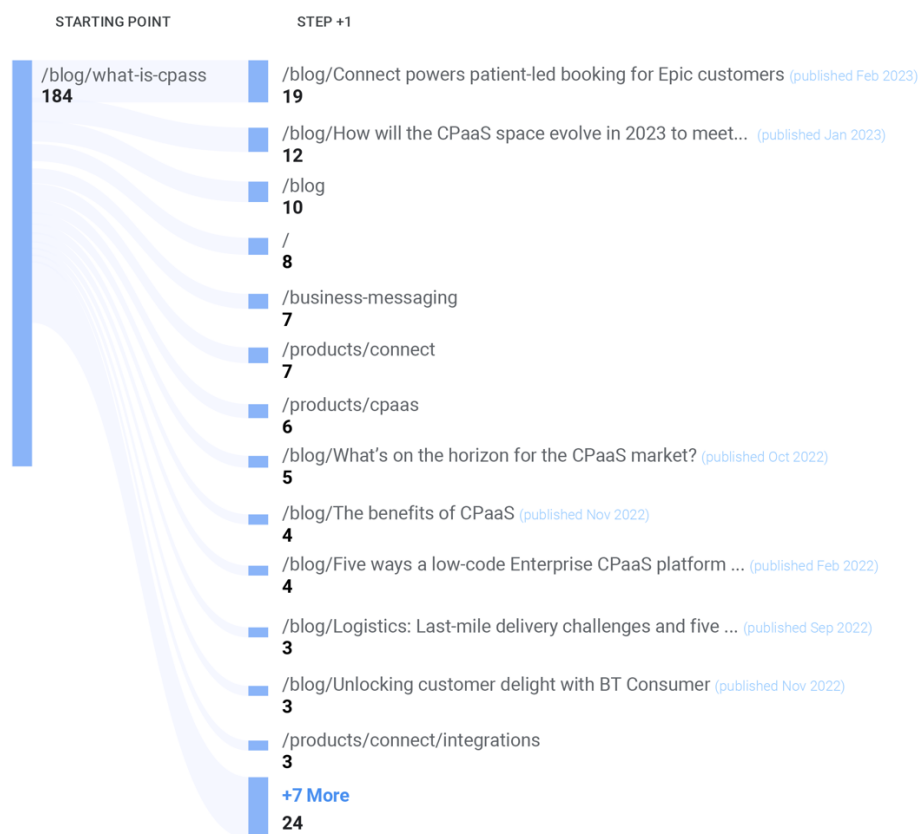 STARTING POINT
STEP +1
/blog/what-is-cpass
184
/blog/Connect powers patient-led booking for Epic customers (published Feb 2023)
19
/blog/How will the CPaaS space evolve in 2023 to meet... (published Jan 2023)
12
/blog
10
/
8
/business-messaging
7
/products/connect
7
/products/cpaas
6
/blog/What's on the horizon for the CPaaS market? (published Oct 2022)
5
/blog/The benefits of CPaaS (published Nov 2022)
4
/blog/Five ways a low-code Enterprise CPaaS platform ... (published Feb 2022)
4
/blog/Logistics: Last-mile delivery challenges and five ... (published Sep 2022)
3
/blog/Unlocking customer delight with BT Consumer (published Nov 2022)
3
/products/connect/integrations
3
+7 More
24